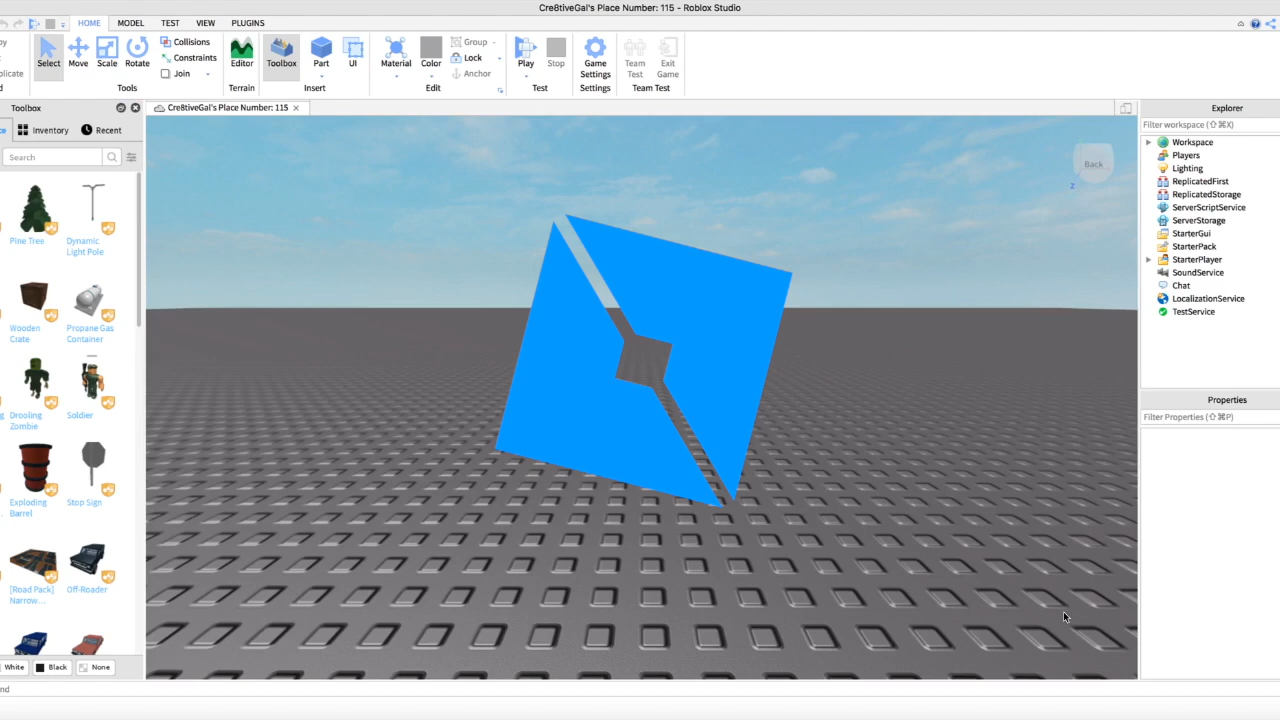 Cre8tiveGal's Place Number: 115 - Roblox Studio
HOME MODEL TEST VIEW PLUGINS
Select Move Scale Rotate Collisions Constraints Join Editor Toolbox Part UI Material Color Group Lock Anchor Play Stop Game Settings Team Test Exit Game
Tools Terrain Insert Edit Test Settings Team Test
Toolbox
Cre8tiveGal's Place Number: 115
Explorer
Inventory Recent
Filter workspace (⇧⌘X)
Search
Back
Z
Workspace
Players
Lighting
ReplicatedFirst
ReplicatedStorage
ServerScriptService
ServerStorage
StarterGui
StarterPack
StarterPlayer
SoundService
Chat
LocalizationService
TestService
Properties
Filter Properties (⇧⌘P)
Pine Tree
Dynamic
Light Pole
Wooden
Crate
Propane Gas
Container
Drooling
Zombie
Soldier
Exploding
Barrel
Stop Sign
[Road Pack]
Narrow...
Off-Roader
White Black None